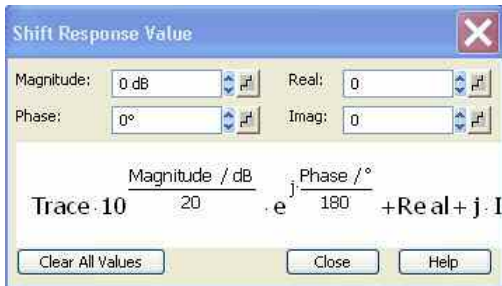 Shift Response Value
Magnitude: 0 dB Real: 0
Phase: 0° Imag: 0
Trace · 10^(Magnitude / dB / 20) · e^(j · Phase / ° / 180) + Real + j ·
Clear All Values Close Help